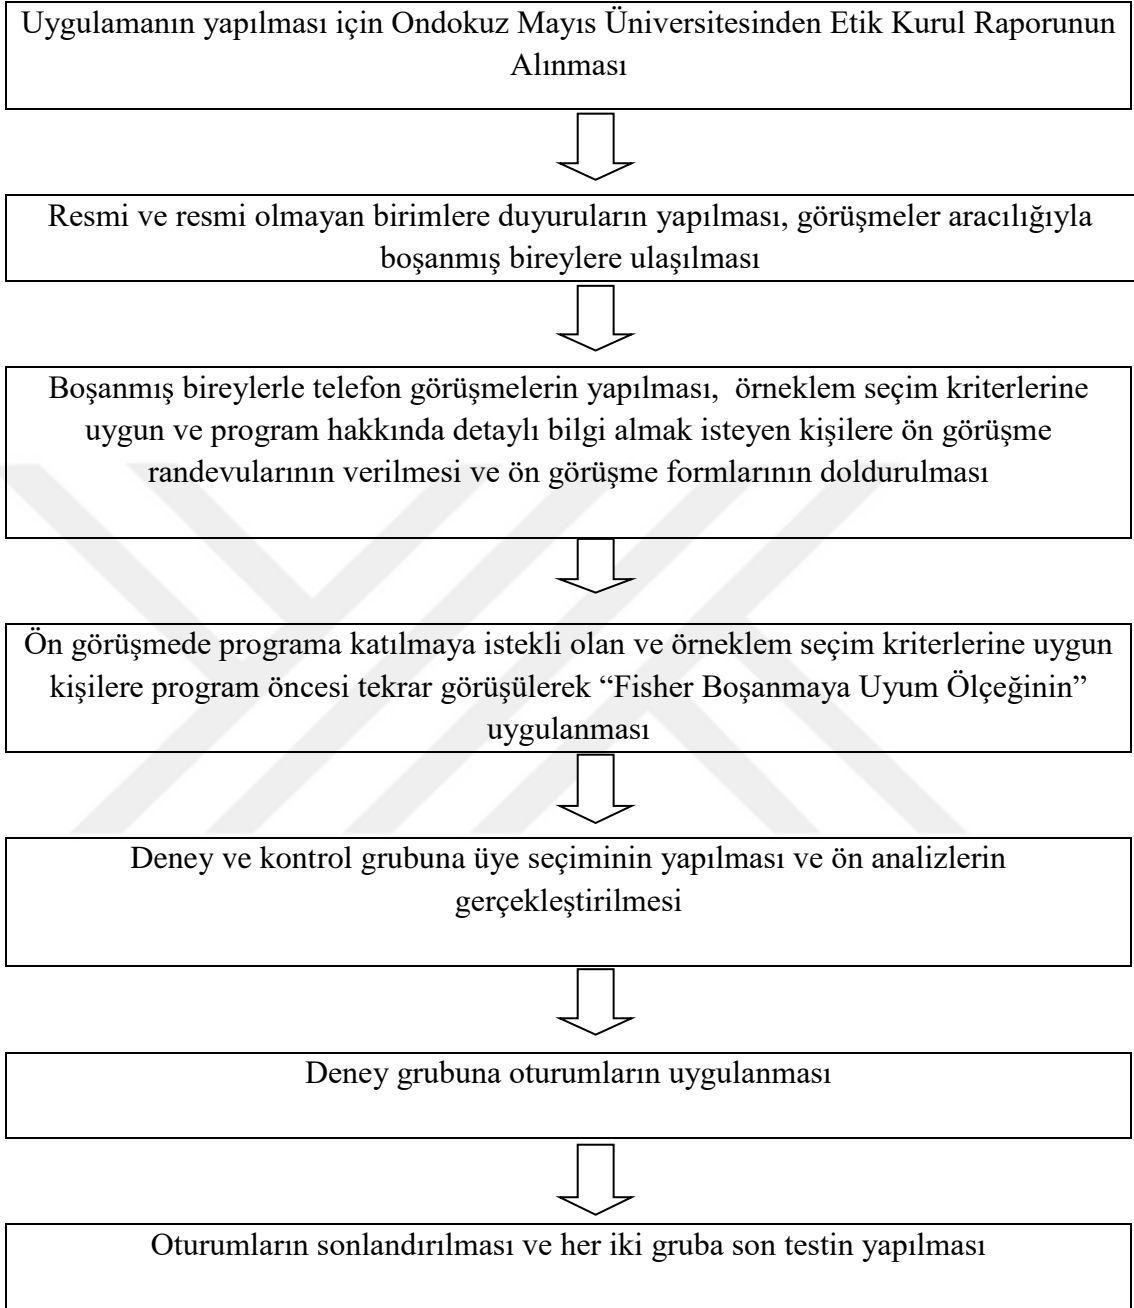 Uygulamanın yapılması için Ondokuz Mayıs Üniversitesinden Etik Kurul Raporunun
Alınması
Resmi ve resmi olmayan birimlere duyuruların yapılması, görüşmeler aracılığıyla
boşanmış bireylere ulaşılması
Boşanmış bireylerle telefon görüşmelerin yapılması,  örneklem seçim kriterlerine
uygun ve program hakkında detaylı bilgi almak isteyen kişilere ön görüşme
randevularının verilmesi ve ön görüşme formlarının doldurulması
Ön görüşmede programa katılmaya istekli olan ve örneklem seçim kriterlerine uygun
kişilere program öncesi tekrar görüşülerek “Fisher Boşanmaya Uyum Ölçeğinin”
uygulanması
Deney ve kontrol grubuna üye seçiminin yapılması ve ön analizlerin
gerçekleştirilmesi
Deney grubuna oturumların uygulanması
Oturumların sonlandırılması ve her iki gruba son testin yapılması